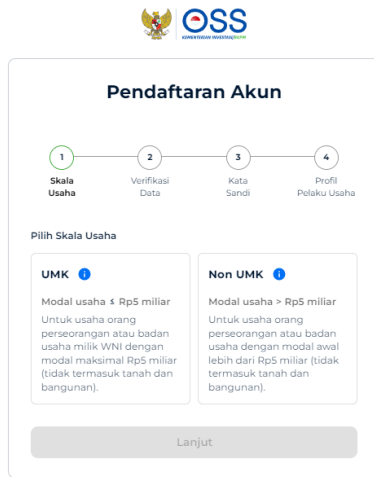 OSS
KEMENTERIAN INVESTASI/BKPM
Pendaftaran Akun
1
2
3
4
Skala
Usaha
Verifikasi
Data
Kata
Sandi
Profil
Pelaku Usaha
Pilih Skala Usaha
UMK
Modal usaha ≤ Rp5 miliar
Untuk usaha orang
perseorangan atau badan
usaha milik WNI dengan
modal maksimal Rp5 miliar
(tidak termasuk tanah dan
bangunan).
Non UMK
Modal usaha > Rp5 miliar
Untuk usaha orang
perseorangan atau badan
usaha dengan modal awal
lebih dari Rp5 miliar (tidak
termasuk tanah dan
bangunan).
Lanjut